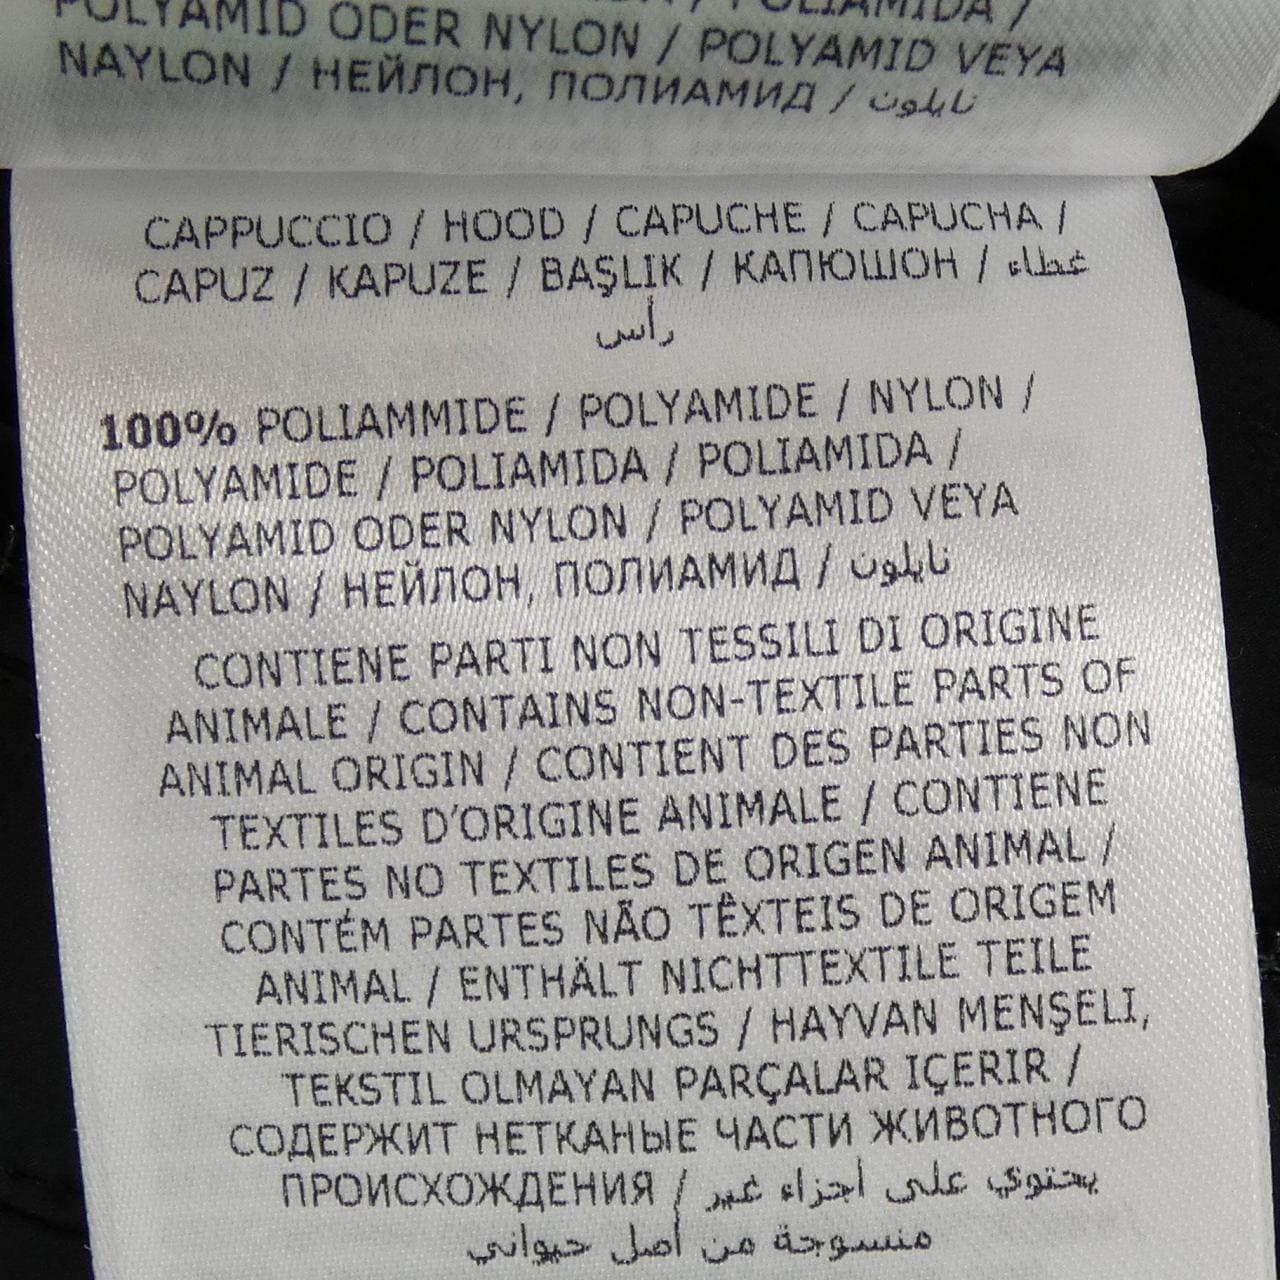 POLYAMID ODER NYLON / POLYAMID VEYA
NAYLON / НЕЙЛОН, ПОЛИАМИД / نايلون
CAPPUCCIO / HOOD / CAPUCHE / CAPUCHA /
CAPUZ / KAPUZE / BAŞLIK / КАПЮШОН / غطاء
رأس
100% POLIAMMIDE / POLYAMIDE / NYLON /
POLYAMIDE / POLIAMIDA / POLIAMIDA /
POLYAMID ODER NYLON / POLYAMID VEYA
NAYLON / НЕЙЛОН, ПОЛИАМИД / نايلون
CONTIENE PARTI NON TESSILI DI ORIGINE
ANIMALE / CONTAINS NON-TEXTILE PARTS OF
ANIMAL ORIGIN / CONTIENT DES PARTIES NON
TEXTILES D'ORIGINE ANIMALE / CONTIENE
PARTES NO TEXTILES DE ORIGEN ANIMAL /
CONTÉM PARTES NÃO TÊXTEIS DE ORIGEM
ANIMAL / ENTHÄLT NICHTTEXTILE TEILE
TIERISCHEN URSPRUNGS / HAYVAN MENŞELI,
TEKSTIL OLMAYAN PARÇALAR IÇERIR /
СОДЕРЖИТ НЕТКАНЫЕ ЧАСТИ ЖИВОТНОГО
ПРОИСХОЖДЕНИЯ / يحتوي على أجزاء غير
منسوجة من أصل حيواني